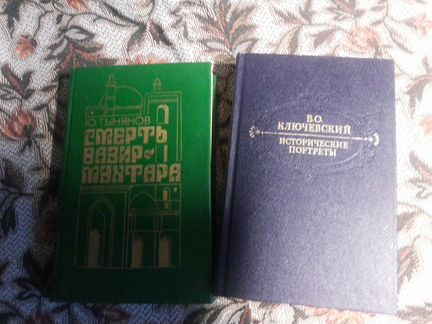 Ю. ТЫНЯНОВ
СМЕРТЬ
ВАЗИР-
МУХТАРА
В.О.
КЛЮЧЕВСКИЙ
ИСТОРИЧЕСКИЕ
ПОРТРЕТЫ